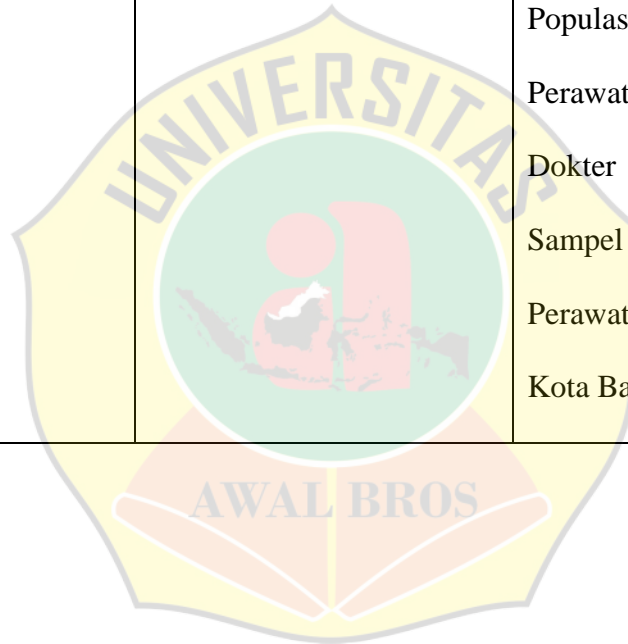 Populas
Perawat
Dokter
Sampel
Perawat
Kota Ba
UNIVERSITAS
AWAL BROS